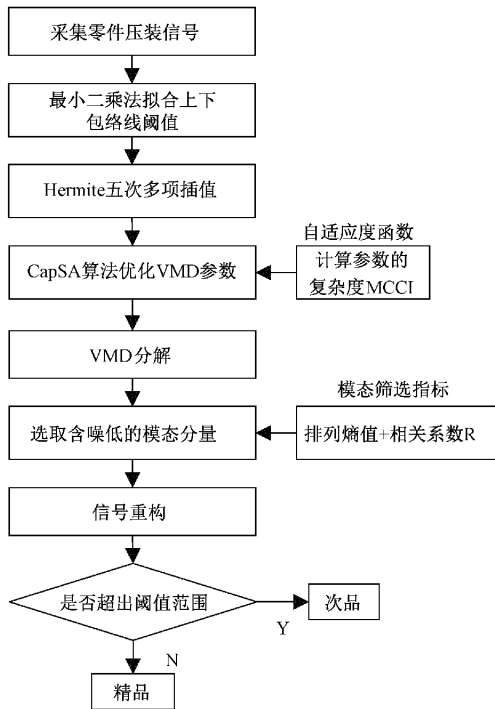 采集零件压装信号
最小二乘法拟合上下
包络线阈值
Hermite五次多项插值
自适应度函数
CapSA算法优化VMD参数
计算参数的
复杂度MCCI
VMD分解
模态筛选指标
选取含噪低的模态分量
排列熵值+相关系数R
信号重构
是否超出阈值范围
次品
Y
N
精品